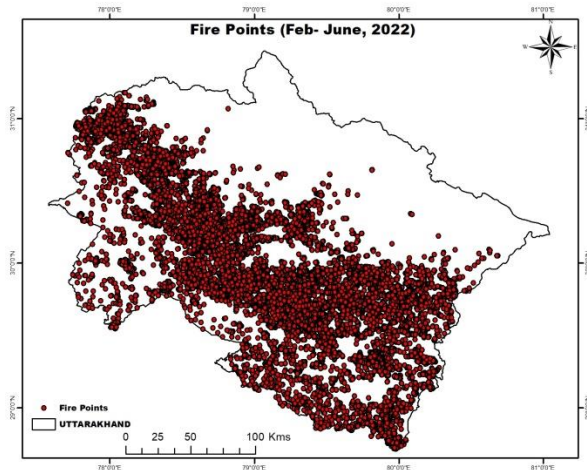 78°0'0"E 79°0'0"E 80°0'0"E 81°0'0"E
Fire Points (Feb- June, 2022)
N
W E
S
31°0'0"N
30°0'0"N
29°0'0"N
Fire Points
UTTARAKHAND
0 25 50 100 Kms
78°0'0"E 79°0'0"E 80°0'0"E 81°0'0"E